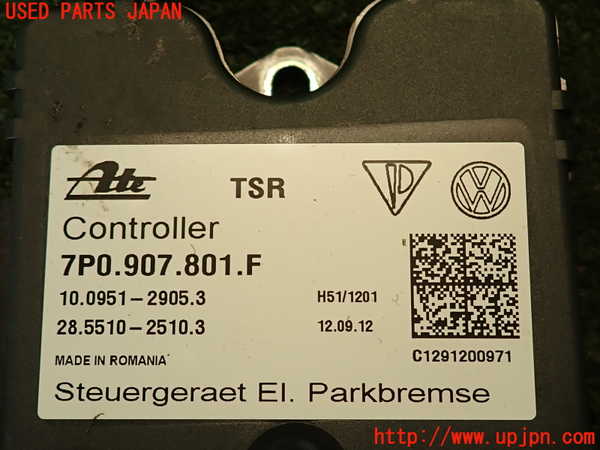 USED PARTS JAPAN
Ate TSR
Controller
7P0.907.801.F
10.0951-2905.3 H51/1201
28.5510-2510.3 12.09.12
MADE IN ROMANIA C1291200971
Steuergeraet El. Parkbremse
http://www.upjpn.com